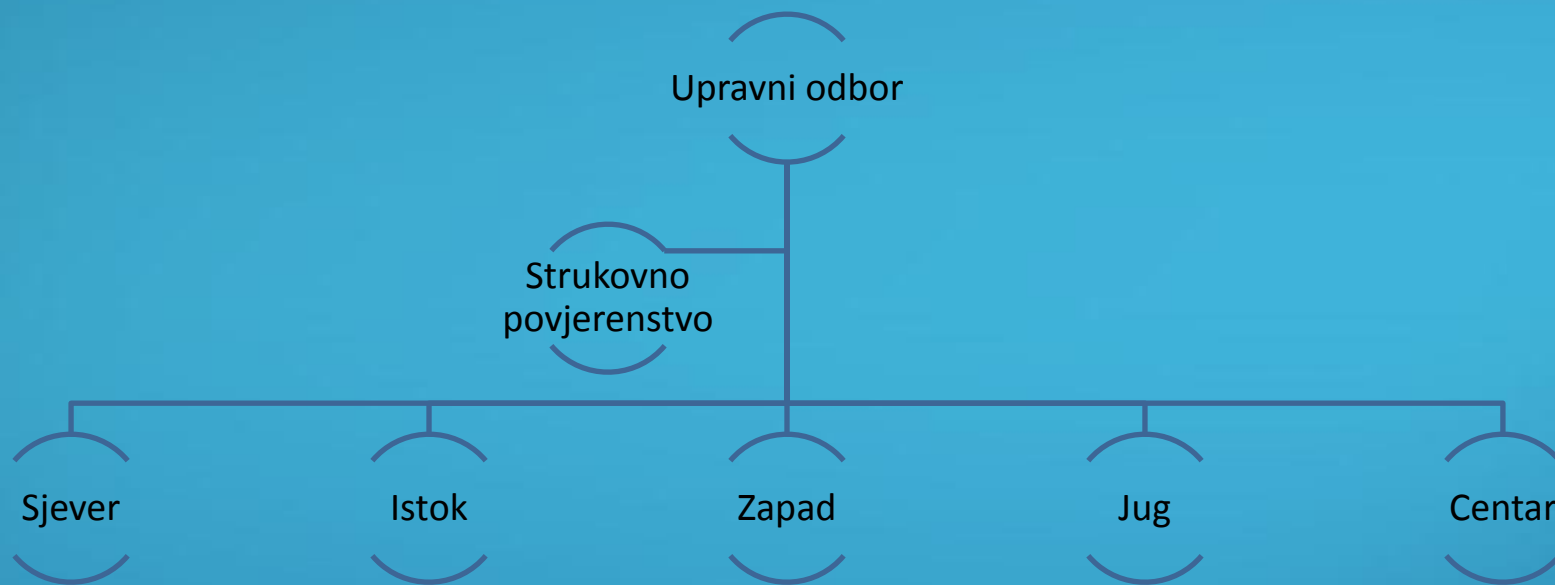 Upravni odbor
Strukovno
povjerenstvo
Sjever
Istok
Zapad
Jug
Centar